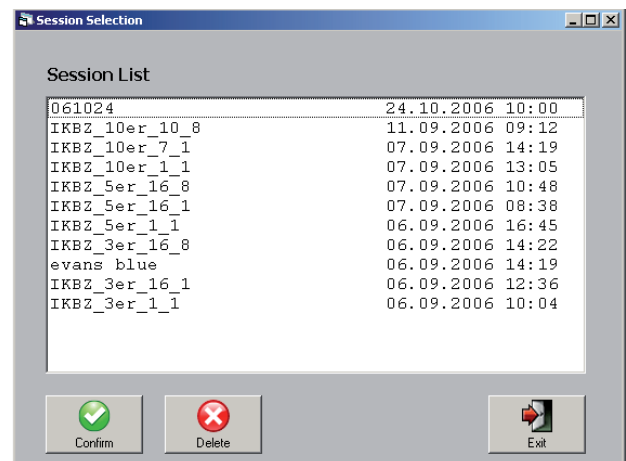 Session Selection
Session List
061024 24.10.2006 10:00
IKBZ_10er_10_8 11.09.2006 09:12
IKBZ_10er_7_1 07.09.2006 14:19
IKBZ_10er_1_1 07.09.2006 13:05
IKBZ_5er_16_8 07.09.2006 10:48
IKBZ_5er_16_1 07.09.2006 08:38
IKBZ_5er_1_1 06.09.2006 16:45
IKBZ_3er_16_8 06.09.2006 14:22
evans blue 06.09.2006 14:19
IKBZ_3er_16_1 06.09.2006 12:36
IKBZ_3er_1_1 06.09.2006 10:04
Confirm Delete Exit